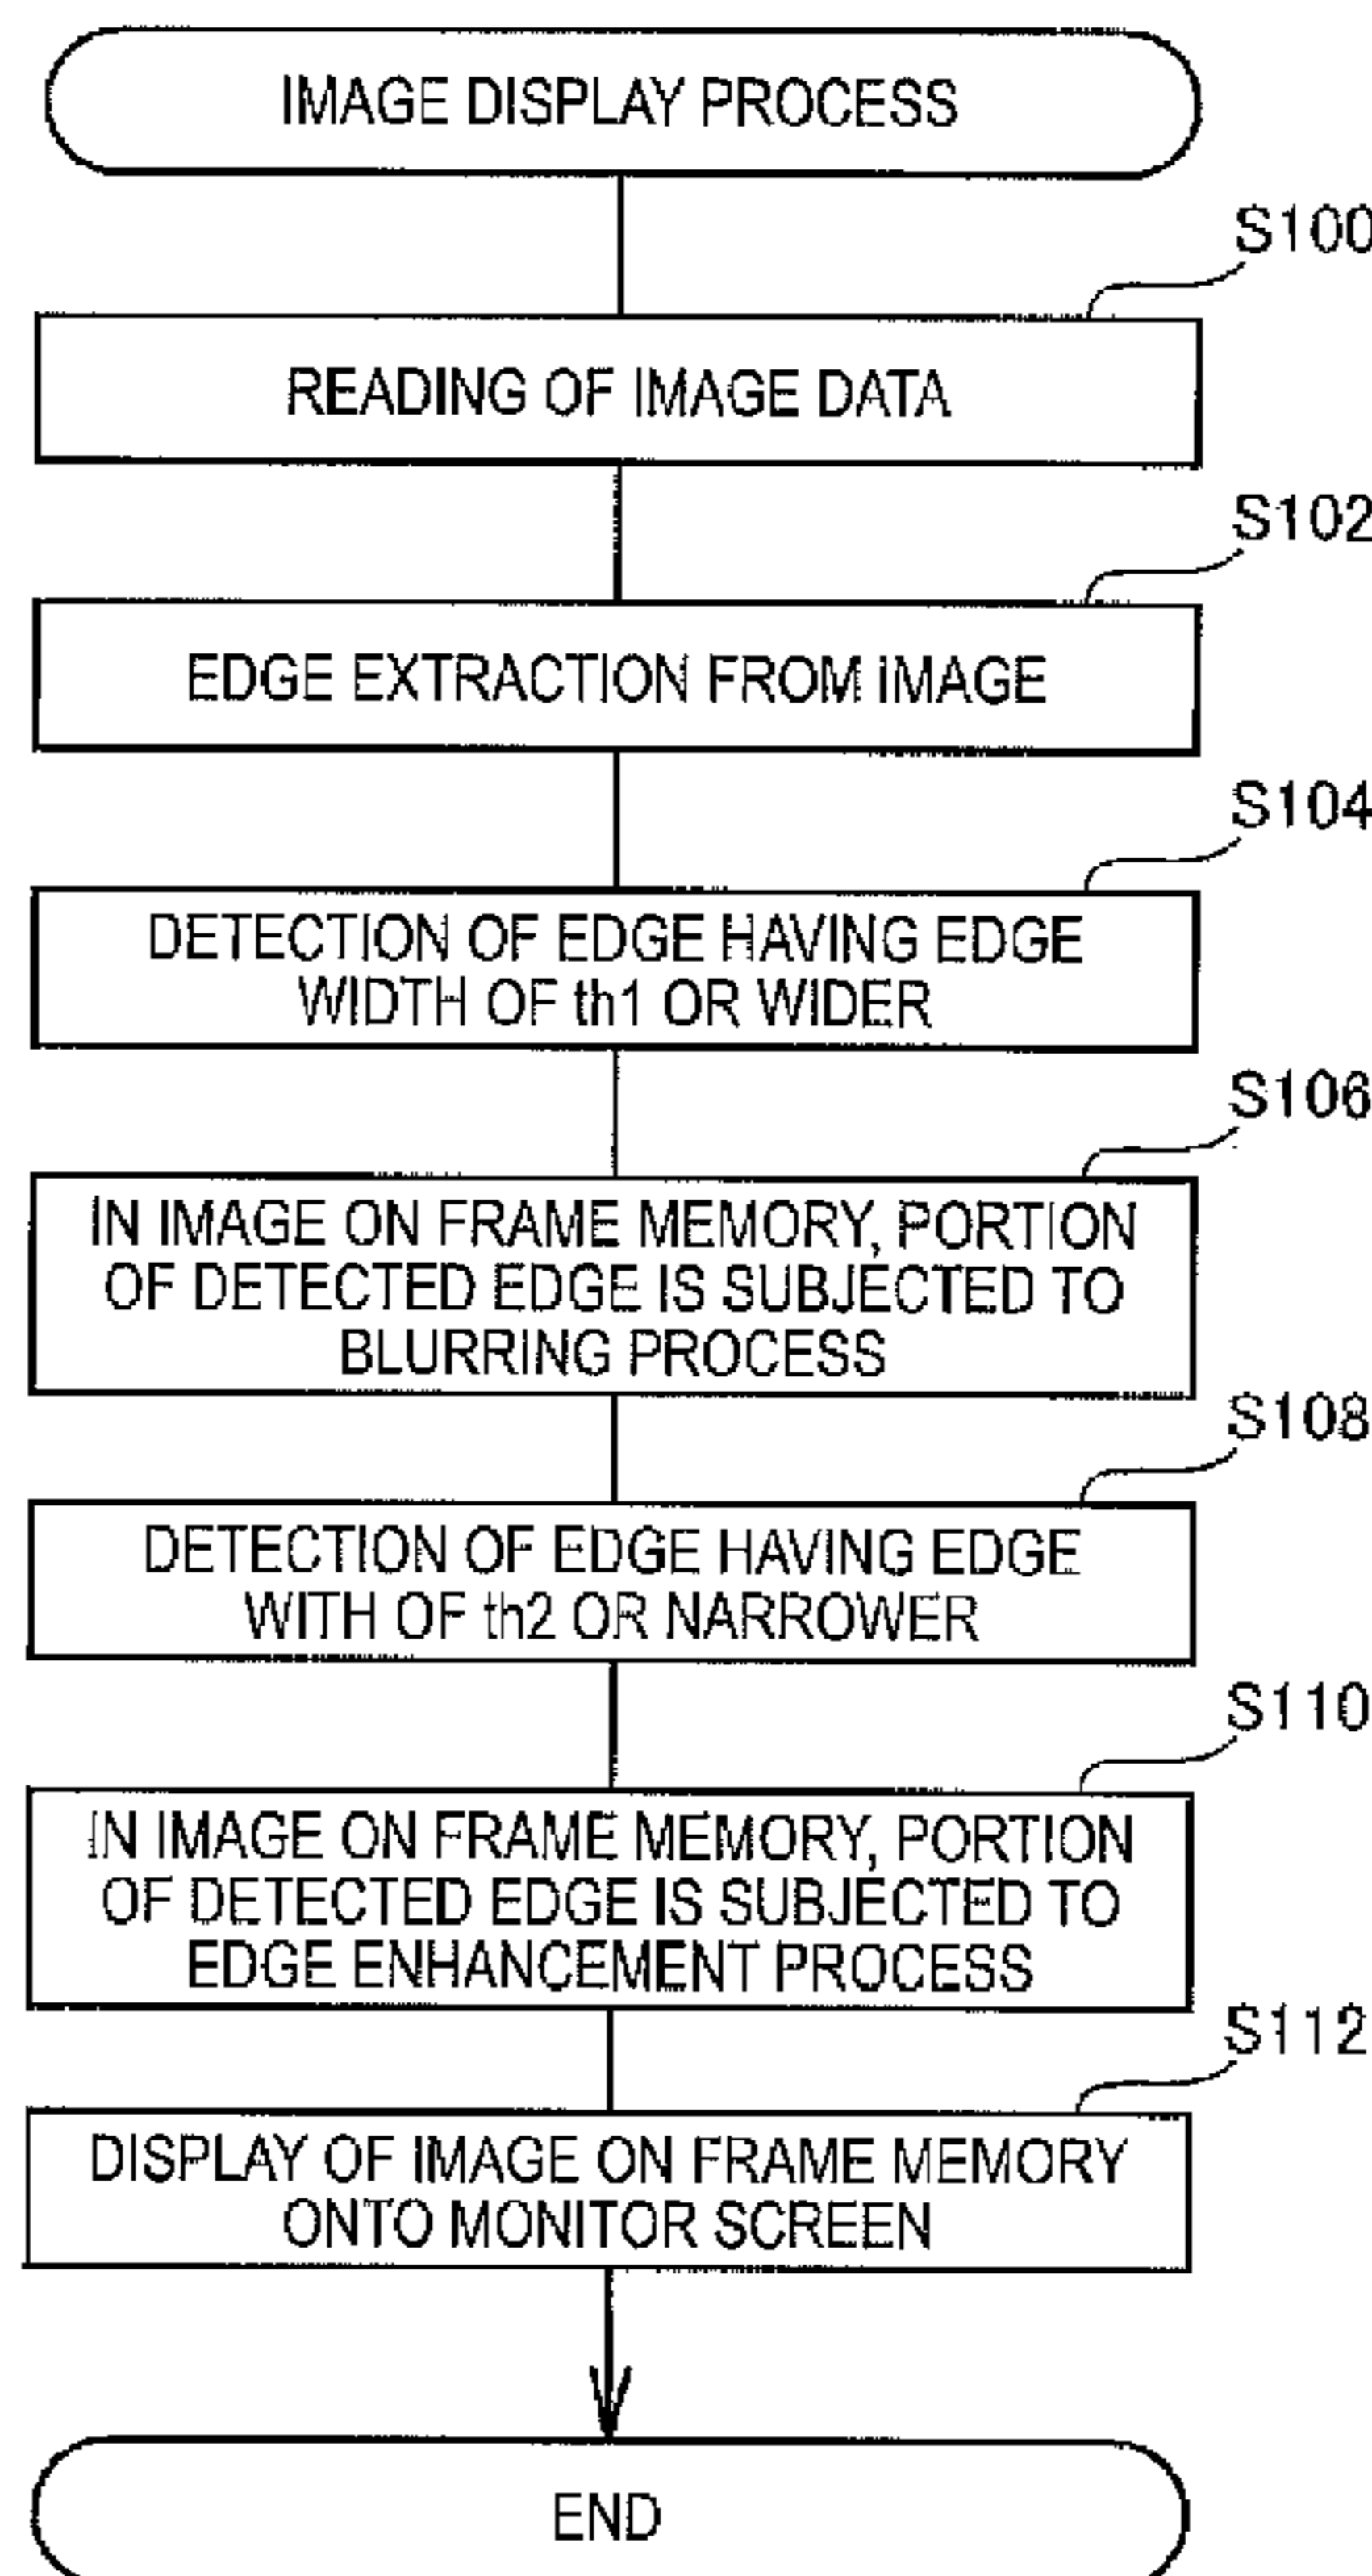 IMAGE DISPLAY PROCESS
S100
READING OF IMAGE DATA
S102
EDGE EXTRACTION FROM iMAGE
S104
DETECTION OF EDGE HAVING EDGE
WIDTH OF th1 OR WIDER
S106
IN IMAGE ON FRAME MEMORY, PORTION
OF DETECTED EDGE IS SUBJECTED TO
BLURRING PROCESS
S108
DETECTION OF EDGE HAVING EDGE
WITH OF th2 OR NARROWER
S110
IN IMAGE ON FRAME MEMORY, PORTION
OF DETECTED EDGE IS SUBJECTED TO
EDGE ENHANCEMENT PROCESS
S112
DISPLAY OF IMAGE ON FRAME MEMORY
ONTO MONITOR SCREEN
END